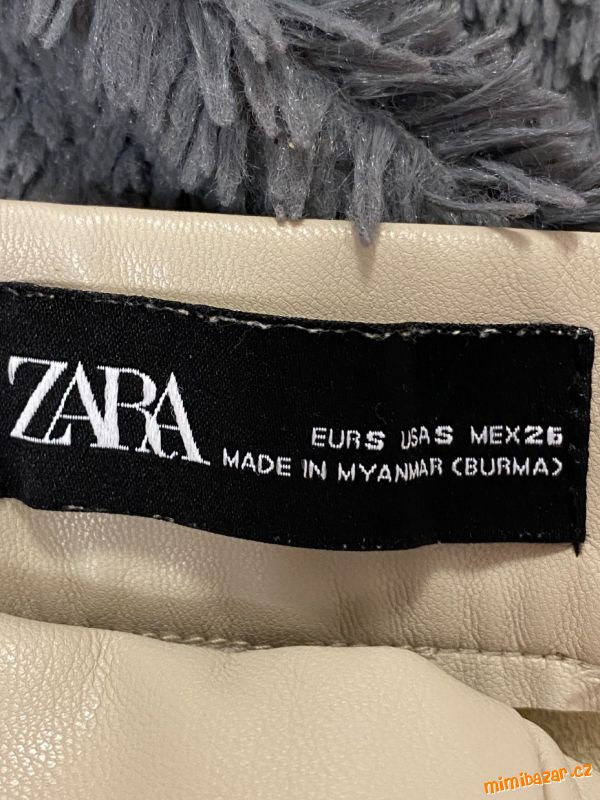 ZARA
EUR S USA S MEX 26
MADE IN MYANMAR (BURMA)
mimibazar.cz